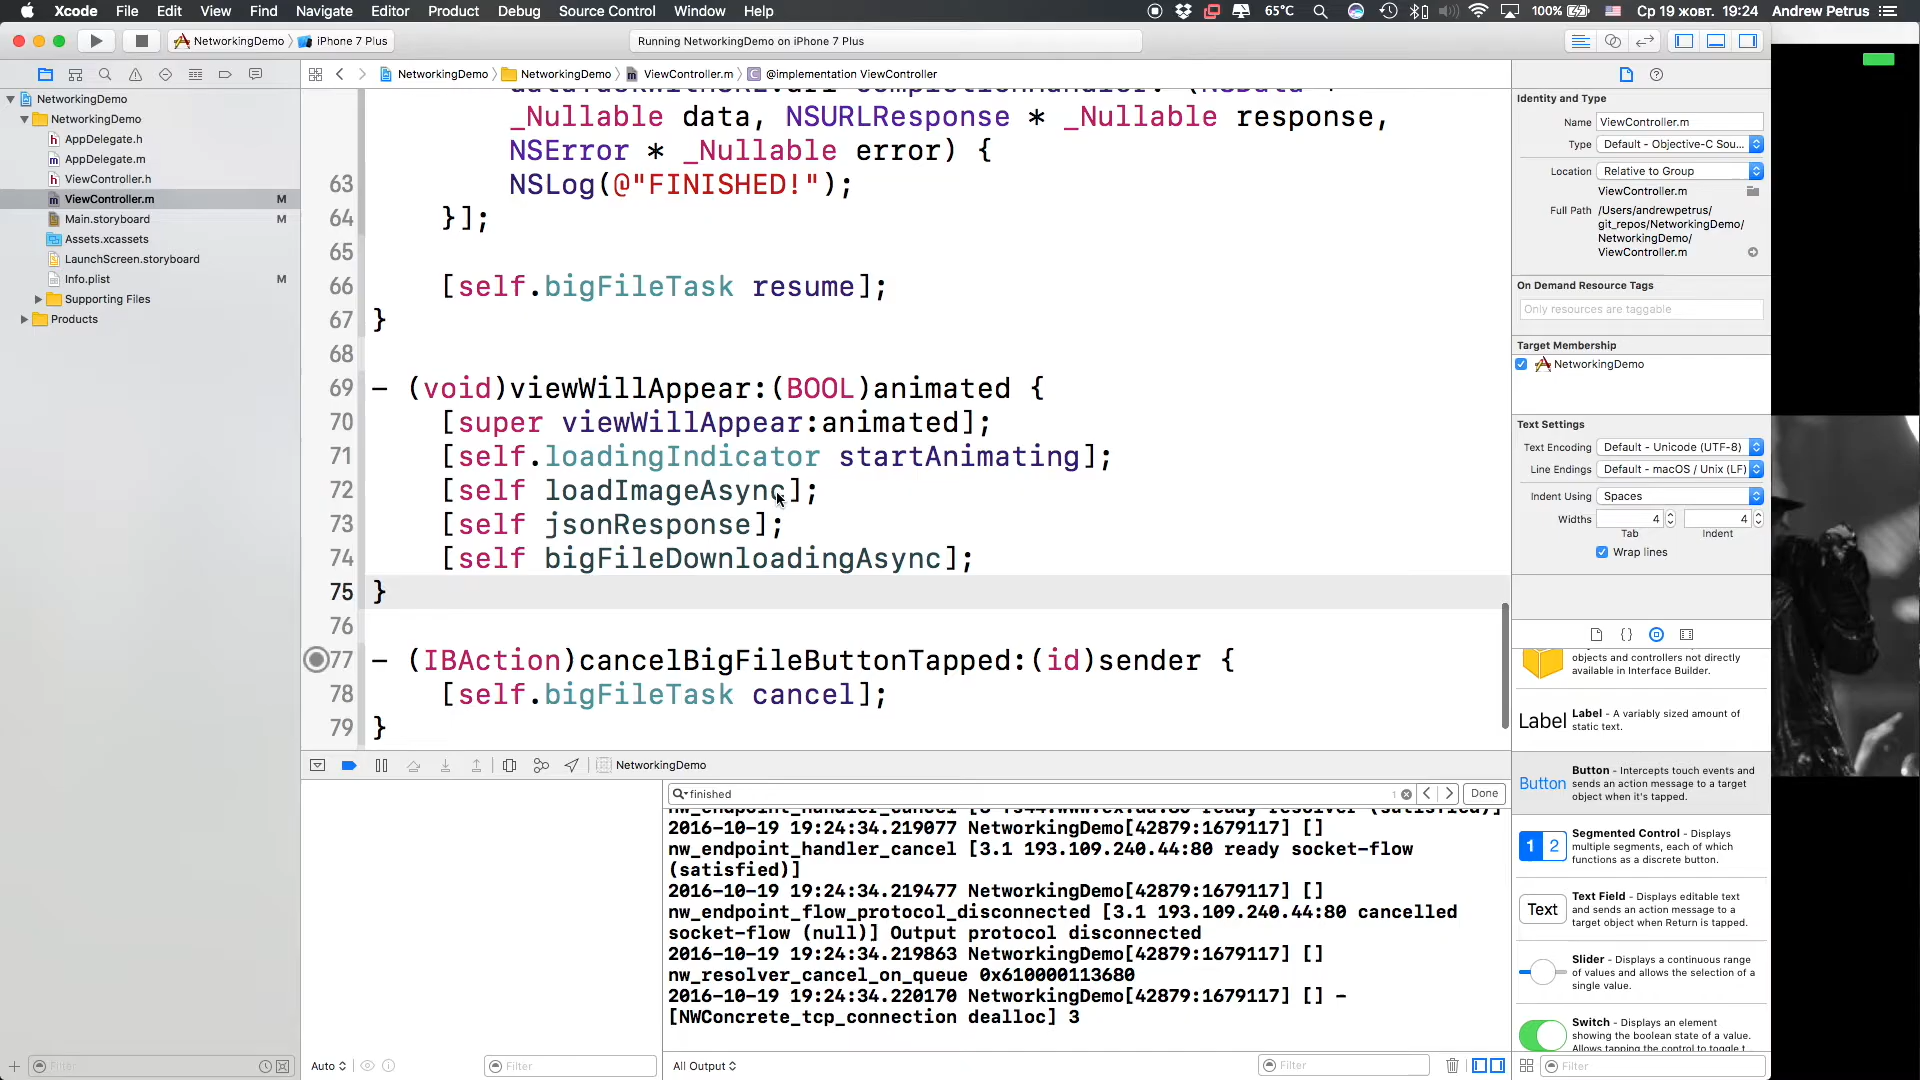 Xcode File Edit View Find Navigate Editor Product Debug Source Control Window Help 65°C 100% Ср 19 жовт. 19:24 Andrew Petrus
NetworkingDemo iPhone 7 Plus Running NetworkingDemo on iPhone 7 Plus
NetworkingDemo NetworkingDemo ViewController.m @implementation ViewController
NetworkingDemo
NetworkingDemo
AppDelegate.h
AppDelegate.m
ViewController.h
ViewController.m M
Main.storyboard M
Assets.xcassets
LaunchScreen.storyboard
Info.plist M
Supporting Files
Products
_Nullable data, NSURLResponse * _Nullable response,
NSError * _Nullable error) {
63 NSLog(@"FINISHED!");
64 }];
65
66 [self.bigFileTask resume];
67 }
68
69 - (void)viewWillAppear:(BOOL)animated {
70 [super viewWillAppear:animated];
71 [self.loadingIndicator startAnimating];
72 [self loadImageAsync];
73 [self jsonResponse];
74 [self bigFileDownloadingAsync];
75 }
76
77 - (IBAction)cancelBigFileButtonTapped:(id)sender {
78 [self.bigFileTask cancel];
79 }
NetworkingDemo
finished 1 Done
2016-10-19 19:24:34.219077 NetworkingDemo[42879:1679117] []
nw_endpoint_handler_cancel [3.1 193.109.240.44:80 ready socket-flow
(satisfied)]
2016-10-19 19:24:34.219477 NetworkingDemo[42879:1679117] []
nw_endpoint_flow_protocol_disconnected [3.1 193.109.240.44:80 cancelled
socket-flow (null)] Output protocol disconnected
2016-10-19 19:24:34.219863 NetworkingDemo[42879:1679117] []
nw_resolver_cancel_on_queue 0x610000113680
2016-10-19 19:24:34.220170 NetworkingDemo[42879:1679117] [] -
[NWConcrete_tcp_connection dealloc] 3
Filter Auto Filter All Output Filter
Identity and Type
Name ViewController.m
Type Default - Objective-C Sou...
Location Relative to Group
ViewController.m
Full Path /Users/andrewpetrus/
git_repos/NetworkingDemo/
NetworkingDemo/
ViewController.m
On Demand Resource Tags
Only resources are taggable
Target Membership
NetworkingDemo
Text Settings
Text Encoding Default - Unicode (UTF-8)
Line Endings Default - macOS / Unix (LF)
Indent Using Spaces
Widths 4 4
Tab Indent
Wrap lines
objects and controllers not directly
available in Interface Builder.
Label Label - A variably sized amount of
static text.
Button Button - Intercepts touch events and
sends an action message to a target
object when it's tapped.
1 2 Segmented Control - Displays
multiple segments, each of which
functions as a discrete button.
Text Text Field - Displays editable text
and sends an action message to a
target object when Return is tapped.
Slider - Displays a continuous range
of values and allows the selection of a
single value.
Switch - Displays an element
showing the boolean state of a value.
Allows tapping the control to toggle t...
Filter